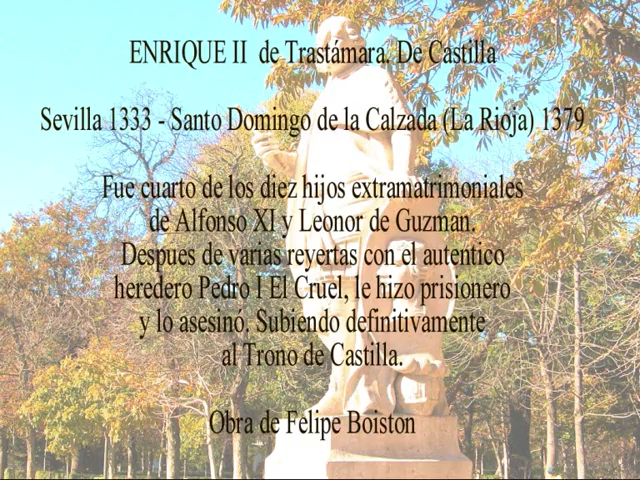 ENRIQUE II de Trastámara. De Castilla
Sevilla 1333 - Santo Domingo de la Calzada (La Rioja) 1379
Fue cuarto de los diez hijos extramatrimoniales
de Alfonso XI y Leonor de Guzman.
Despues de varias reyertas con el autentico
heredero Pedro I El Cruel, le hizo prisionero
y lo asesinó. Subiendo definitivamente
al Trono de Castilla.
Obra de Felipe Boiston